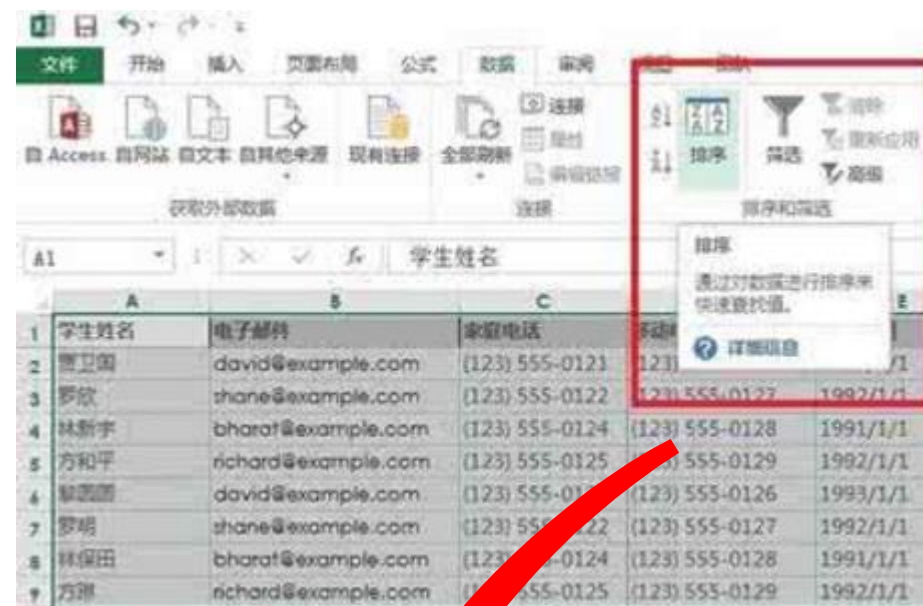 文件 开始 插入 页面布局 公式 数据 审阅
自 Access 自网站 自文本 自其他来源 现有连接 全部刷新 连接 属性 编辑链接 排序 筛选 清除 重新应用 高级
获取外部数据 连接 排序和筛选
A1 fx 学生姓名
排序
通过对数据进行排序来
快速查找值。
详细信息
A B C E
1 学生姓名 电子邮件 家庭电话
2 贾卫国 david@example.com (123) 555-0121
3 罗欣 shane@example.com (123) 555-0122 (123) 555-0127 1992/1/1
4 林新宇 bharat@example.com (123) 555-0124 (123) 555-0128 1991/1/1
5 方和平 richard@example.com (123) 555-0125 555-0129 1992/1/1
6 david@example.com (123) 555-0126 1993/1/1
7 罗明 shane@example.com (123) 555-0127 1992/1/1
8 林保田 bharat@example.com 555-0124 (123) 555-0128 1991/1/1
9 方琳 richard@example.com 555-0125 (123) 555-0129 1992/1/1